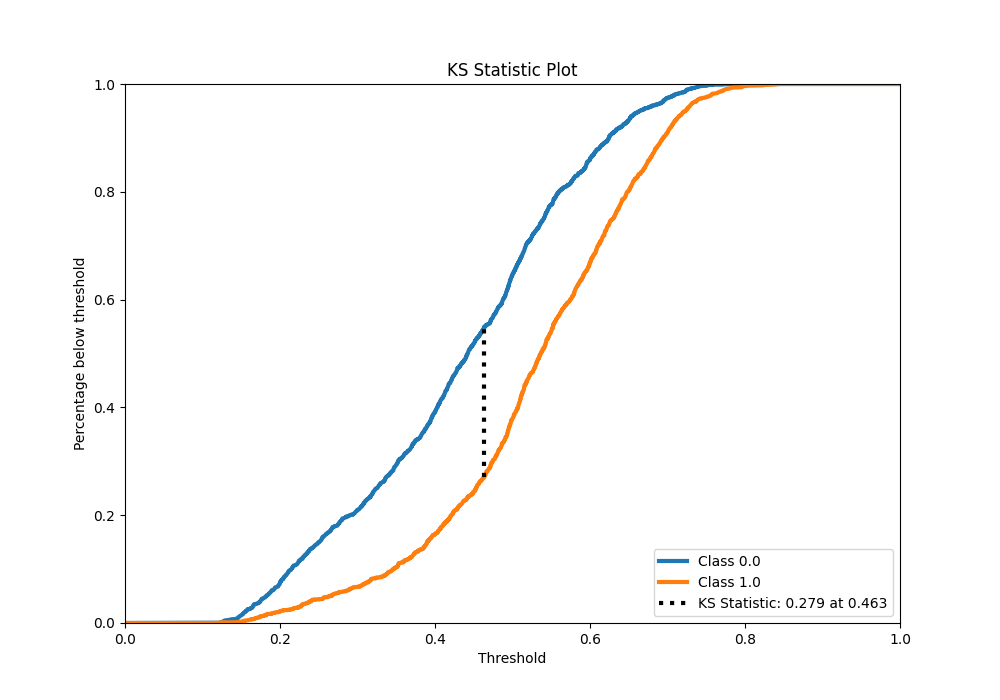 KS Statistic Plot
1.0
0.8
0.6
0.4
0.2
0.0
Percentage below threshold
0.0 0.2 0.4 0.6 0.8 1.0
Threshold
Class 0.0
Class 1.0
KS Statistic: 0.279 at 0.463